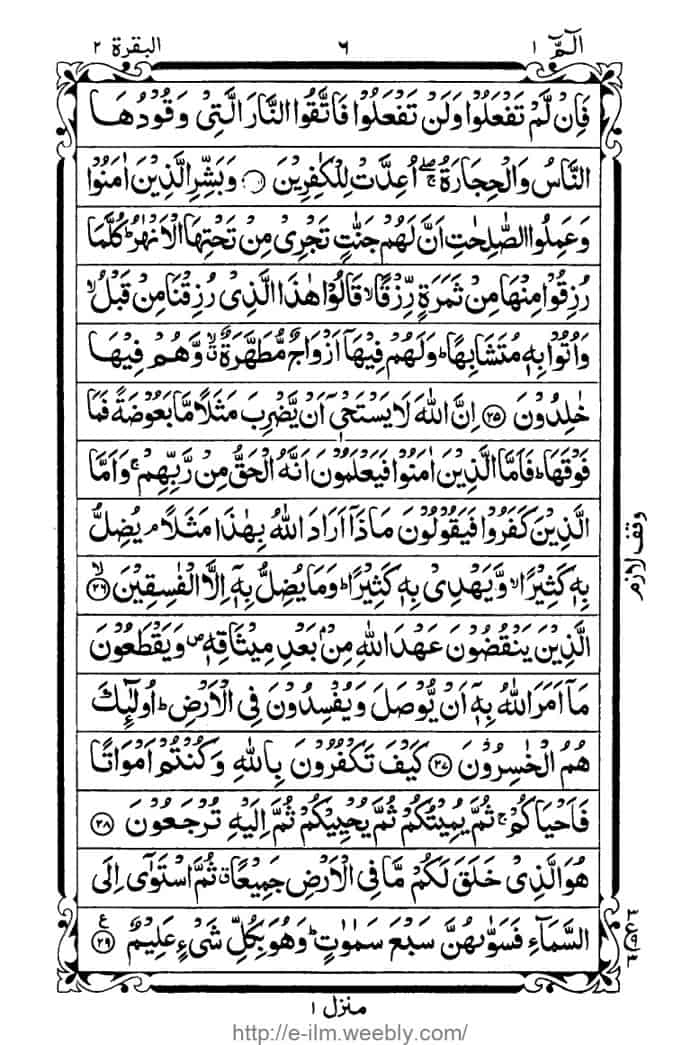 الٓمّٓ ١
٦
البقرة ٢
فَاِنْ لَّمْ تَفْعَلُوْا وَلَنْ تَفْعَلُوْا فَاتَّقُوا النَّارَ الَّتِیْ وَقُوْدُهَا
النَّاسُ وَالْحِجَارَةُ ۖۚ اُعِدَّتْ لِلْكٰفِرِیْنَ ۝ وَبَشِّرِ الَّذِیْنَ اٰمَنُوْا
وَعَمِلُوا الصّٰلِحٰتِ اَنَّ لَهُمْ جَنّٰتٍ تَجْرِیْ مِنْ تَحْتِهَا الْاَنْهٰرُ ؕ كُلَّمَا
رُزِقُوْا مِنْهَا مِنْ ثَمَرَةٍ رِّزْقًا ۙ قَالُوْا هٰذَا الَّذِیْ رُزِقْنَا مِنْ قَبْلُ ۙ
وَاُتُوْا بِهٖ مُتَشَابِهًا ؕ وَلَهُمْ فِیْهَاۤ اَزْوَاجٌ مُّطَهَّرَةٌ ۙۗ وَّهُمْ فِیْهَا
خٰلِدُوْنَ ۝٢٥ اِنَّ اللّٰهَ لَا یَسْتَحْیٖۤ اَنْ یَّضْرِبَ مَثَلًا مَّا بَعُوْضَةً فَمَا
فَوْقَهَا ؕ فَاَمَّا الَّذِیْنَ اٰمَنُوْا فَیَعْلَمُوْنَ اَنَّهُ الْحَقُّ مِنْ رَّبِّهِمْ ۚ وَاَمَّا
الَّذِیْنَ كَفَرُوْا فَیَقُوْلُوْنَ مَاذَاۤ اَرَادَ اللّٰهُ بِهٰذَا مَثَلًا ۘ یُضِلُّ
بِهٖ كَثِیْرًا ۙ وَّیَهْدِیْ بِهٖ كَثِیْرًا ؕ وَمَا یُضِلُّ بِهٖۤ اِلَّا الْفٰسِقِیْنَ ۙ۝٢٦
الَّذِیْنَ یَنْقُضُوْنَ عَهْدَ اللّٰهِ مِنْۢ بَعْدِ مِیْثَاقِهٖ ۪ وَیَقْطَعُوْنَ
مَاۤ اَمَرَ اللّٰهُ بِهٖۤ اَنْ یُّوْصَلَ وَیُفْسِدُوْنَ فِی الْاَرْضِ ؕ اُولٰٓئِكَ
هُمُ الْخٰسِرُوْنَ ۝٢٧ كَیْفَ تَكْفُرُوْنَ بِاللّٰهِ وَكُنْتُمْ اَمْوَاتًا
فَاَحْیَاكُمْ ۚ ثُمَّ یُمِیْتُكُمْ ثُمَّ یُحْیِیْكُمْ ثُمَّ اِلَیْهِ تُرْجَعُوْنَ ۝٢٨
هُوَ الَّذِیْ خَلَقَ لَكُمْ مَّا فِی الْاَرْضِ جَمِیْعًا ۗ ثُمَّ اسْتَوٰۤی اِلَی
السَّمَآءِ فَسَوّٰىهُنَّ سَبْعَ سَمٰوٰتٍ ؕ وَهُوَ بِكُلِّ شَیْءٍ عَلِیْمٌ ۝٢٩ ع
وقف لازم
منزل ١
http://e-ilm.weebly.com/